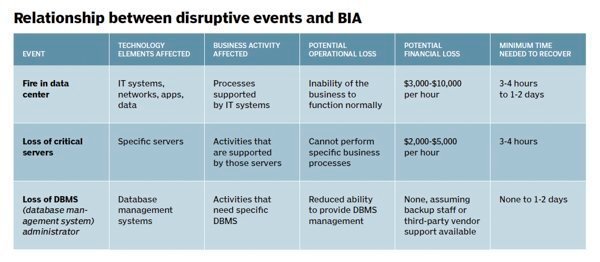 Relationship between disruptive events and BIA
EVENT
TECHNOLOGY
ELEMENTS AFFECTED
BUSINESS ACTIVITY
AFFECTED
POTENTIAL
OPERATIONAL LOSS
POTENTIAL
FINANCIAL LOSS
MINIMUM TIME
NEEDED TO RECOVER
Fire in data
center
IT systems,
networks, apps,
data
Processes
supported
by IT systems
Inability of the
business to
function normally
$3,000-$10,000
per hour
3-4 hours
to 1-2 days
Loss of critical
servers
Specific servers
Activities that
are supported
by those servers
Cannot perform
specific business
processes
$2,000-$5,000
per hour
3-4 hours
Loss of DBMS
(database man-
agement system)
administrator
Database
management
systems
Activities that
need specific
DBMS
Reduced ability
to provide DBMS
management
None, assuming
backup staff or
third-party vendor
support available
None to 1-2 days